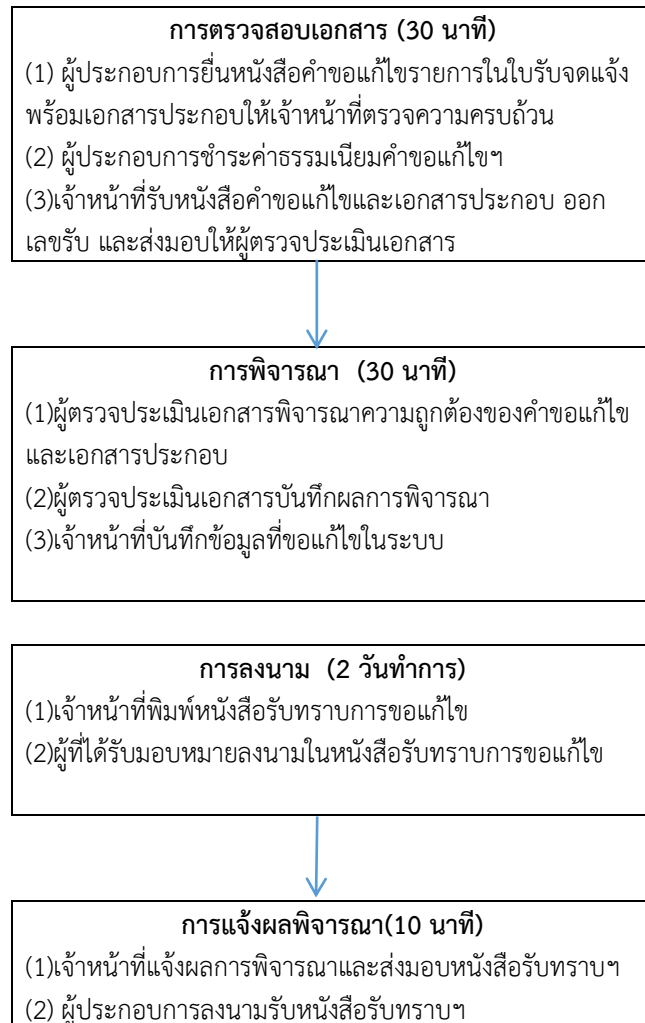 การตรวจสอบเอกสาร (30 นาที)
(1) ผู้ประกอบการยื่นหนังสือคำขอแก้ไขรายการในใบรับจดแจ้ง
พร้อมเอกสารประกอบให้เจ้าหน้าที่ตรวจความครบถ้วน
(2) ผู้ประกอบการชำระค่าธรรมเนียมคำขอแก้ไขฯ
(3)เจ้าหน้าที่รับหนังสือคำขอแก้ไขและเอกสารประกอบ ออก
เลขรับ และส่งมอบให้ผู้ตรวจประเมินเอกสาร
การพิจารณา (30 นาที)
(1)ผู้ตรวจประเมินเอกสารพิจารณาความถูกต้องของคำขอแก้ไข
และเอกสารประกอบ
(2)ผู้ตรวจประเมินเอกสารบันทึกผลการพิจารณา
(3)เจ้าหน้าที่บันทึกข้อมูลที่ขอแก้ไขในระบบ
การลงนาม (2 วันทำการ)
(1)เจ้าหน้าที่พิมพ์หนังสือรับทราบการขอแก้ไข
(2)ผู้ที่ได้รับมอบหมายลงนามในหนังสือรับทราบการขอแก้ไข
การแจ้งผลพิจารณา(10 นาที)
(1)เจ้าหน้าที่แจ้งผลการพิจารณาและส่งมอบหนังสือรับทราบฯ
(2) ผู้ประกอบการลงนามรับหนังสือรับทราบฯ